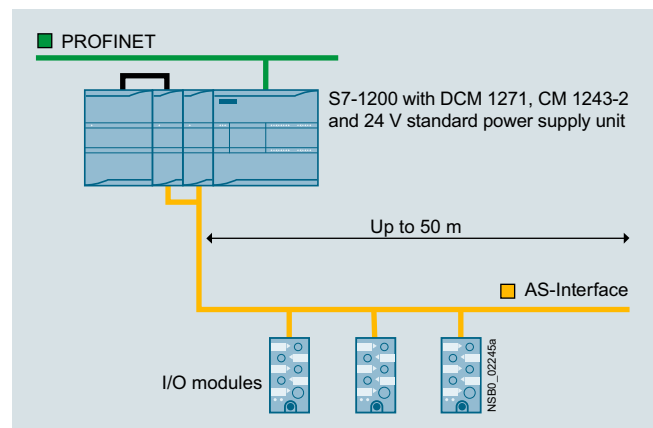 PROFINET
S7-1200 with DCM 1271, CM 1243-2
and 24 V standard power supply unit
Up to 50 m
AS-Interface
I/O modules
NSB0_02245a